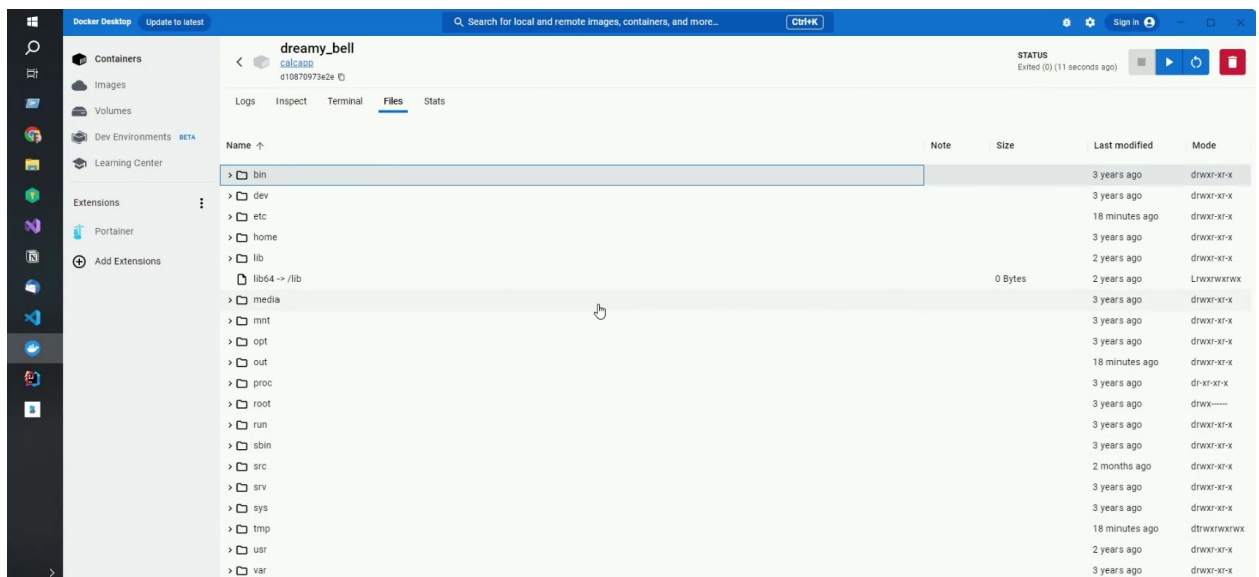 Docker Desktop Update to latest Search for local and remote images, containers, and more... Ctrl+K Sign in
Containers
Images
Volumes
Dev Environments BETA
Learning Center
Extensions
Portainer
Add Extensions
dreamy_bell
calcapp
d10870973e2e
STATUS
Exited (0) (11 seconds ago)
Logs Inspect Terminal Files Stats
Name Note Size Last modified Mode
bin 3 years ago drwxr-xr-x
dev 3 years ago drwxr-xr-x
etc 18 minutes ago drwxr-xr-x
home 3 years ago drwxr-xr-x
lib 2 years ago drwxr-xr-x
lib64 -> /lib 0 Bytes 2 years ago Lrwxrwxrwx
media 3 years ago drwxr-xr-x
mnt 3 years ago drwxr-xr-x
opt 3 years ago drwxr-xr-x
out 18 minutes ago drwxr-xr-x
proc 3 years ago dr-xr-xr-x
root 3 years ago drwx------
run 3 years ago drwxr-xr-x
sbin 3 years ago drwxr-xr-x
src 2 months ago drwxr-xr-x
srv 3 years ago drwxr-xr-x
sys 3 years ago drwxr-xr-x
tmp 18 minutes ago dtrwxrwxrwx
usr 2 years ago drwxr-xr-x
var 3 years ago drwxr-xr-x